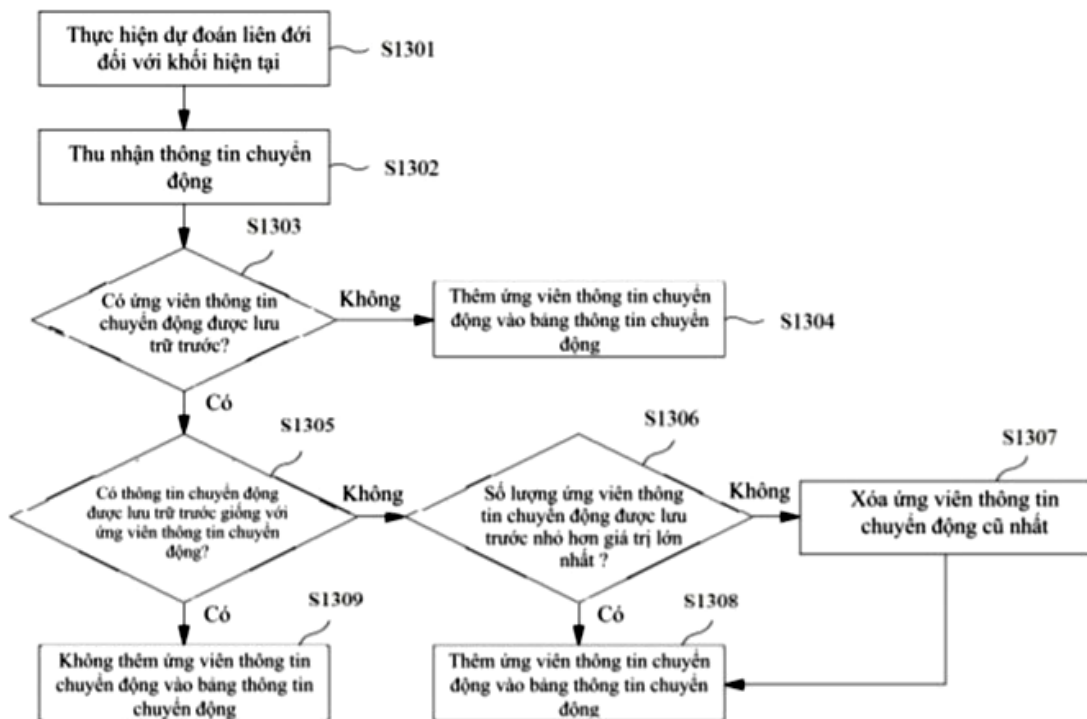 Thực hiện dự đoán liên đới
đối với khối hiện tại
S1301
Thu nhận thông tin chuyển
động
S1302
S1303
Có ứng viên thông tin
chuyển động được lưu
trữ trước?
Không
Thêm ứng viên thông tin chuyển
động vào bảng thông tin chuyển
động
S1304
Có
S1305
Có thông tin chuyển động
được lưu trữ trước giống với
ứng viên thông tin chuyển
động?
Không
S1306
Số lượng ứng viên thông
tin chuyển động được lưu
trước nhỏ hơn giá trị lớn
nhất ?
Không
S1307
Xóa ứng viên thông tin
chuyển động cũ nhất
Có
S1309
Không thêm ứng viên thông tin
chuyển động vào bảng thông tin
chuyển động
Có
S1308
Thêm ứng viên thông tin chuyển
động vào bảng thông tin chuyển
động